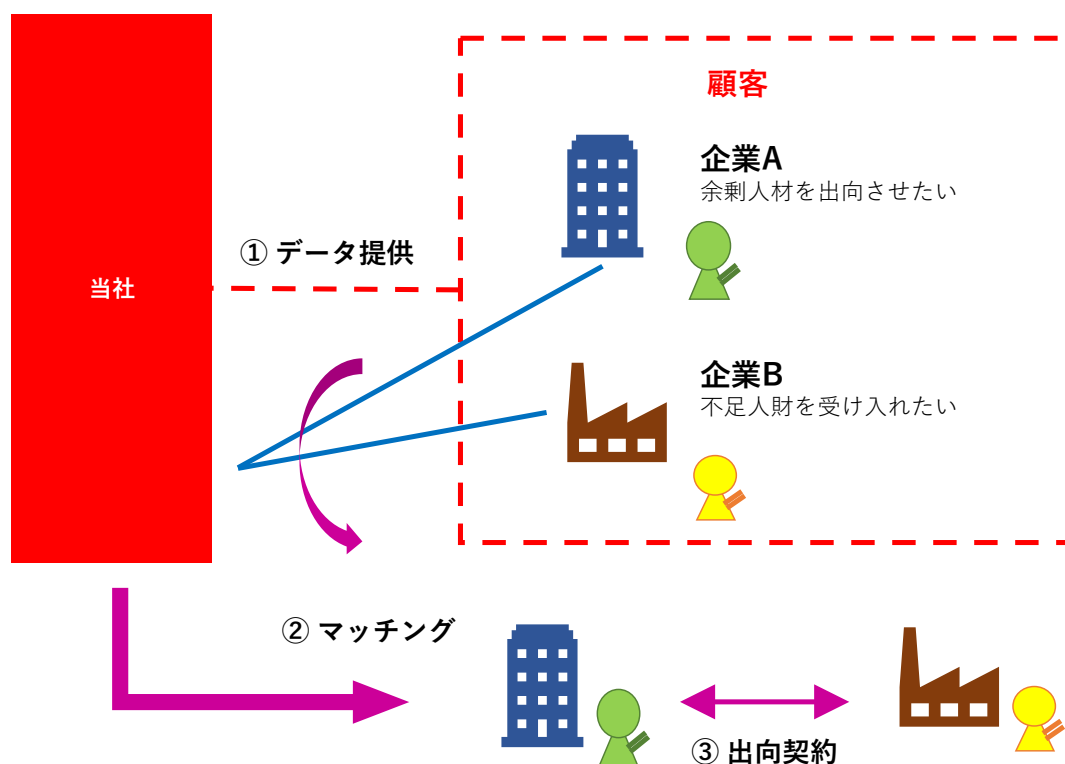 顧客
企業A
余剰人材を出向させたい
① データ提供
当社
企業B
不足人財を受け入れたい
② マッチング
③ 出向契約